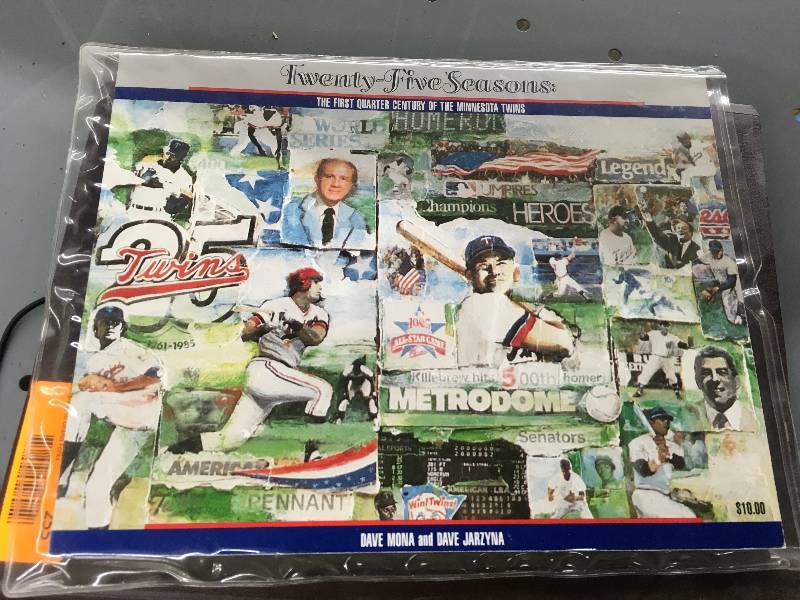 Twenty-Five Seasons:
THE FIRST QUARTER CENTURY OF THE MINNESOTA TWINS
HOMERUN
WORLD
SERIES
Legend
UMPIRES
Champions HEROES
25
Twins
1985
ALL-STAR GAME
Killebrew hits 500th homer
METRODOME
Senators
AMERICAN
PENNANT
Win! Twins!
$10.00
DAVE MONA and DAVE JARZYNA
255